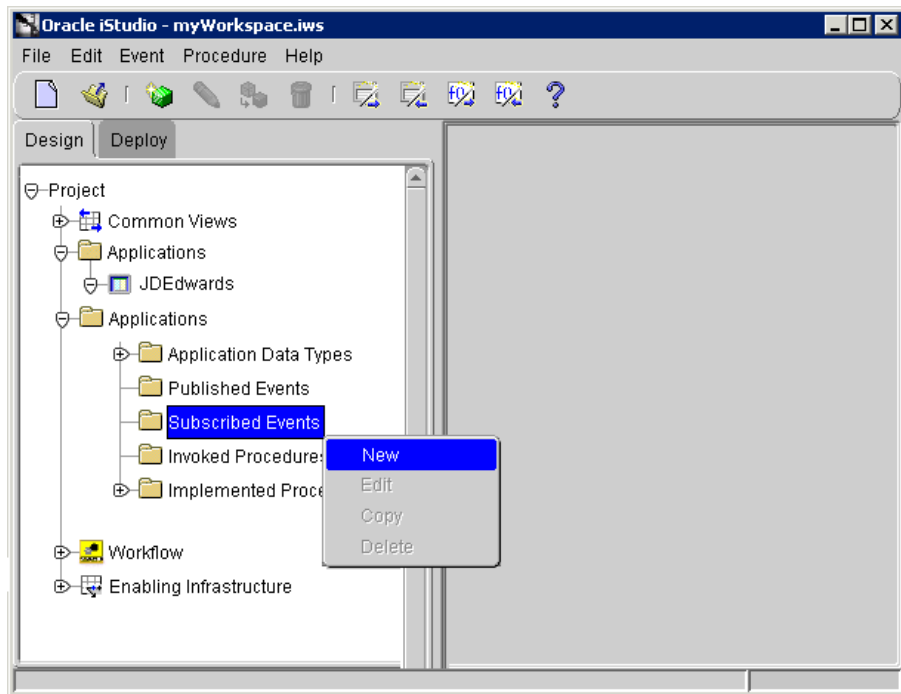 Oracle iStudio - myWorkspace.iws
File Edit Event Procedure Help
Design Deploy
Project
Common Views
Applications
JDEdwards
Applications
Application Data Types
Published Events
Subscribed Events
Invoked Procedure
New
Implemented Proce
Edit
Copy
Delete
Workflow
Enabling Infrastructure